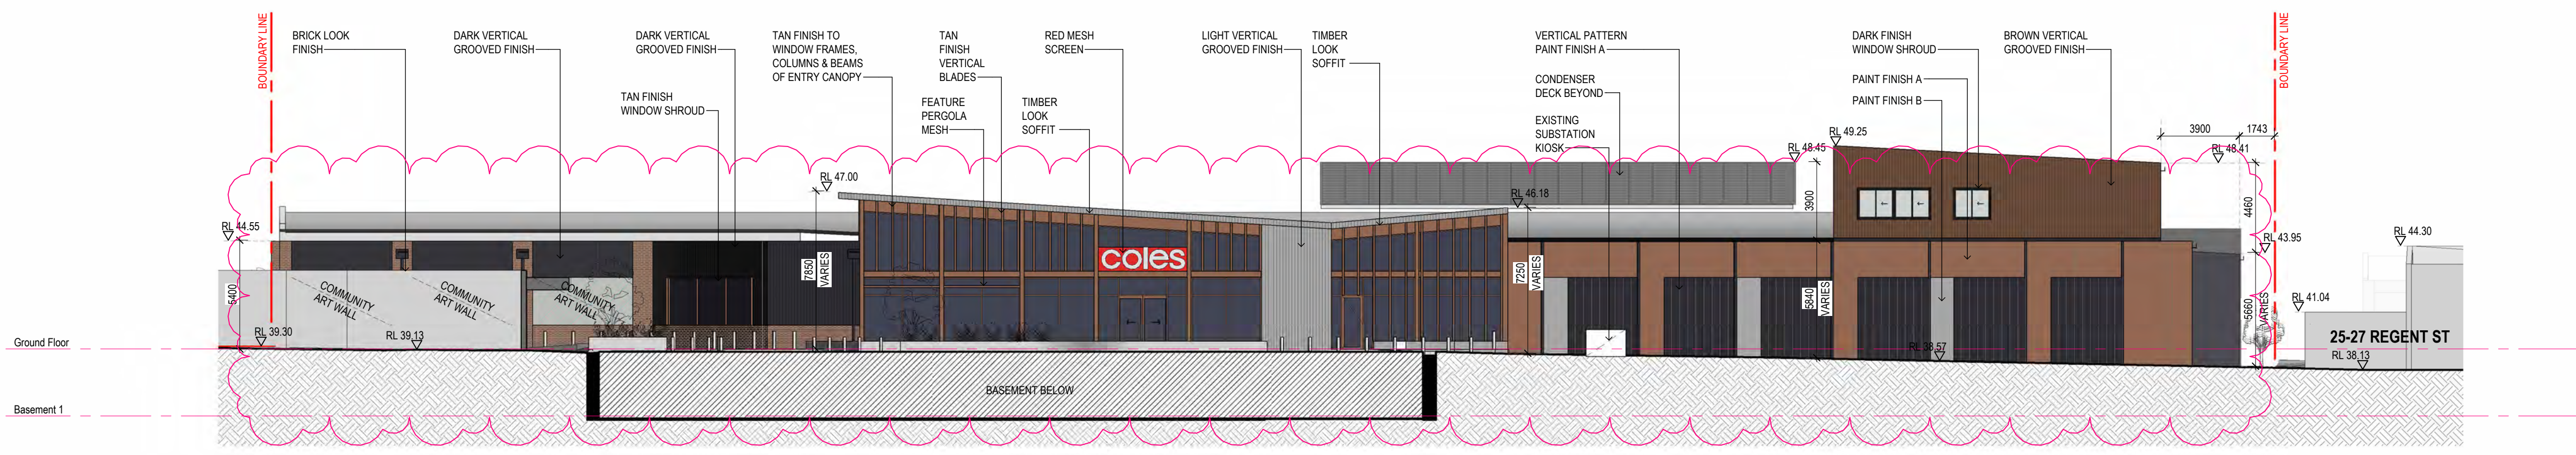 BOUNDARY LINE
BRICK LOOK
FINISH
DARK VERTICAL
GROOVED FINISH
DARK VERTICAL
GROOVED FINISH
TAN FINISH
WINDOW SHROUD
TAN FINISH TO
WINDOW FRAMES,
COLUMNS & BEAMS
OF ENTRY CANOPY
TAN
FINISH
VERTICAL
BLADES
FEATURE
PERGOLA
MESH
RED MESH
SCREEN
TIMBER
LOOK
SOFFIT
LIGHT VERTICAL
GROOVED FINISH
TIMBER
LOOK
SOFFIT
VERTICAL PATTERN
PAINT FINISH A
CONDENSER
DECK BEYOND
EXISTING
SUBSTATION
KIOSK
DARK FINISH
WINDOW SHROUD
PAINT FINISH A
PAINT FINISH B
BROWN VERTICAL
GROOVED FINISH
BOUNDARY LINE
3900
1743
RL 49.25
RL 48.45
RL 48.41
RL 47.00
RL 46.18
3900
4460
RL 44.55
RL 43.95
RL 44.30
coles
7850
VARIES
7250
VARIES
5840
VARIES
5660
VARIES
5400
COMMUNITY
ART WALL
COMMUNITY
ART WALL
COMMUNITY
ART WALL
RL 41.04
RL 39.30
RL 39.13
RL 38.57
25-27 REGENT ST
RL 38.13
Ground Floor
BASEMENT BELOW
Basement 1